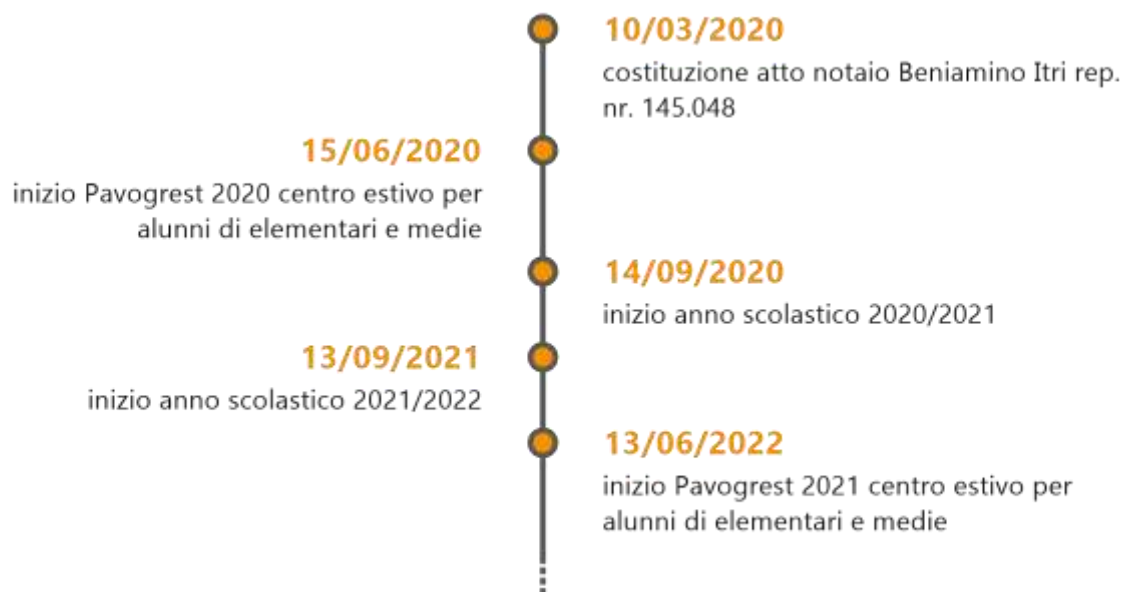 10/03/2020
costituzione atto notaio Beniamino Itri rep.
nr. 145.048
15/06/2020
inizio Pavogrest 2020 centro estivo per
alunni di elementari e medie
14/09/2020
inizio anno scolastico 2020/2021
13/09/2021
inizio anno scolastico 2021/2022
13/06/2022
inizio Pavogrest 2021 centro estivo per
alunni di elementari e medie